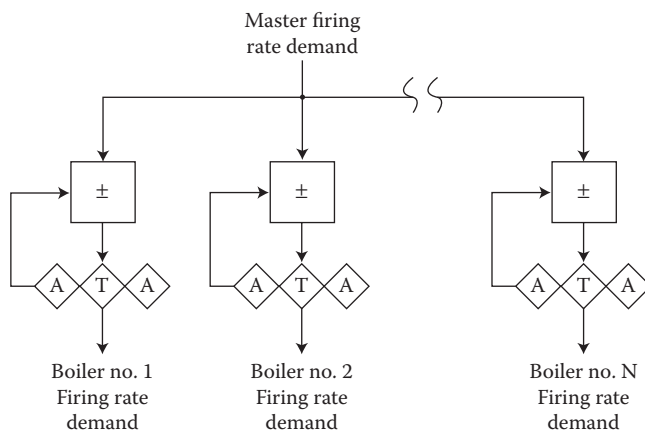 Master firing
rate demand
±
±
±
A
T
A
A
T
A
A
T
A
Boiler no. 1
Firing rate
demand
Boiler no. 2
Firing rate
demand
Boiler no. N
Firing rate
demand